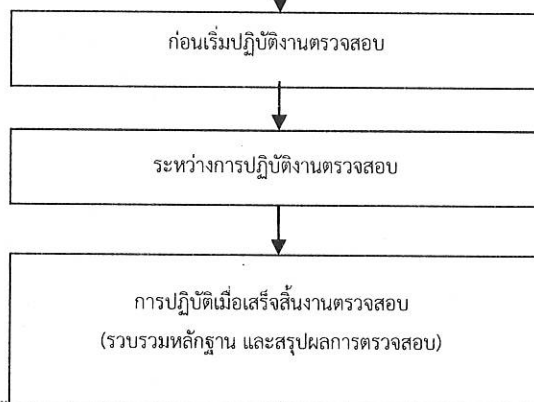 ก่อนเริ่มปฏิบัติงานตรวจสอบ
ระหว่างการปฏิบัติงานตรวจสอบ
การปฏิบัติเมื่อเสร็จสิ้นงานตรวจสอบ
(รวบรวมหลักฐาน และสรุปผลการตรวจสอบ)